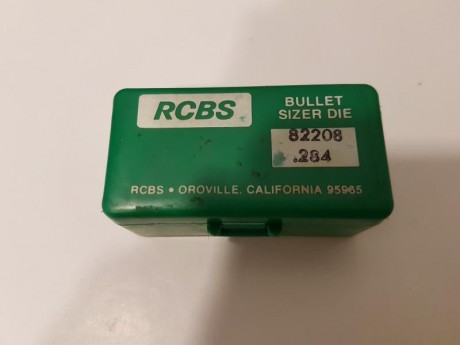 RCBS
BULLET
SIZER DIE
82208
.284
RCBS • OROVILLE, CALIFORNIA 95965